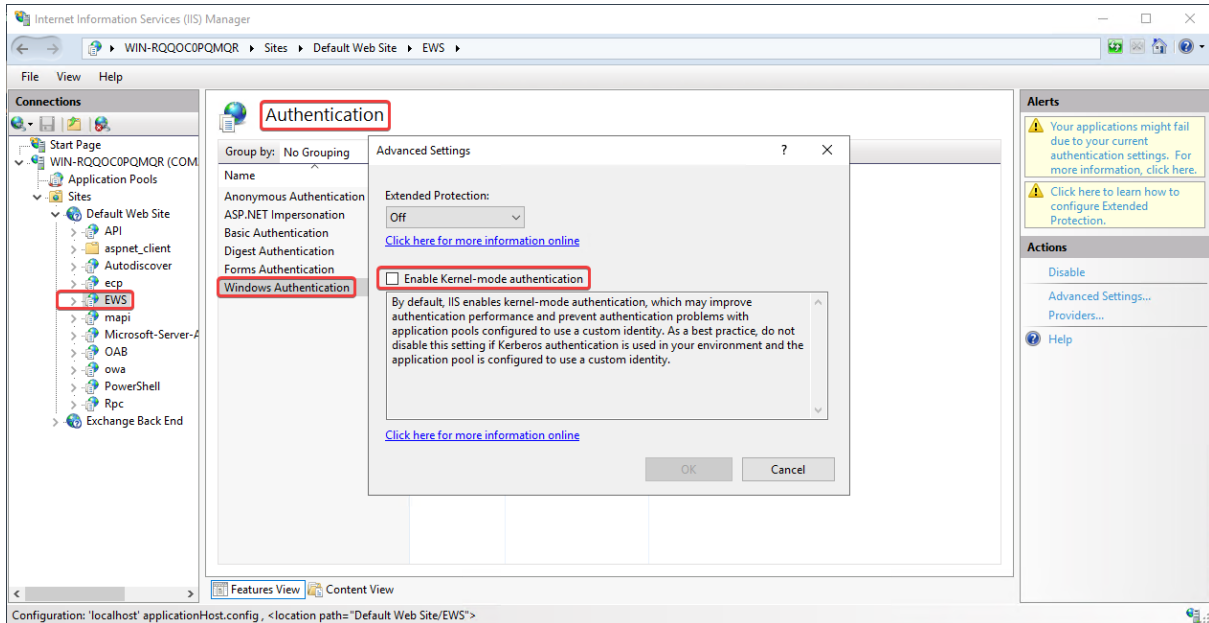 Internet Information Services (IIS) Manager
WIN-RQQOC0PQMQR Sites Default Web Site EWS
File View Help
Connections
Start Page
WIN-RQQOC0PQMQR (COM
Application Pools
Sites
Default Web Site
API
aspnet_client
Autodiscover
ecp
EWS
mapi
Microsoft-Server-A
OAB
owa
PowerShell
Rpc
Exchange Back End
Authentication
Group by: No Grouping
Name
Anonymous Authentication
ASP.NET Impersonation
Basic Authentication
Digest Authentication
Forms Authentication
Windows Authentication
Advanced Settings
?
Extended Protection:
Off
Click here for more information online
Enable Kernel-mode authentication
By default, IIS enables kernel-mode authentication, which may improve
authentication performance and prevent authentication problems with
application pools configured to use a custom identity. As a best practice, do not
disable this setting if Kerberos authentication is used in your environment and the
application pool is configured to use a custom identity.
Click here for more information online
OK Cancel
Alerts
Your applications might fail
due to your current
authentication settings. For
more information, click here.
Click here to learn how to
configure Extended
Protection.
Actions
Disable
Advanced Settings...
Providers...
Help
Features View Content View
Configuration: 'localhost' applicationHost.config , <location path="Default Web Site/EWS">